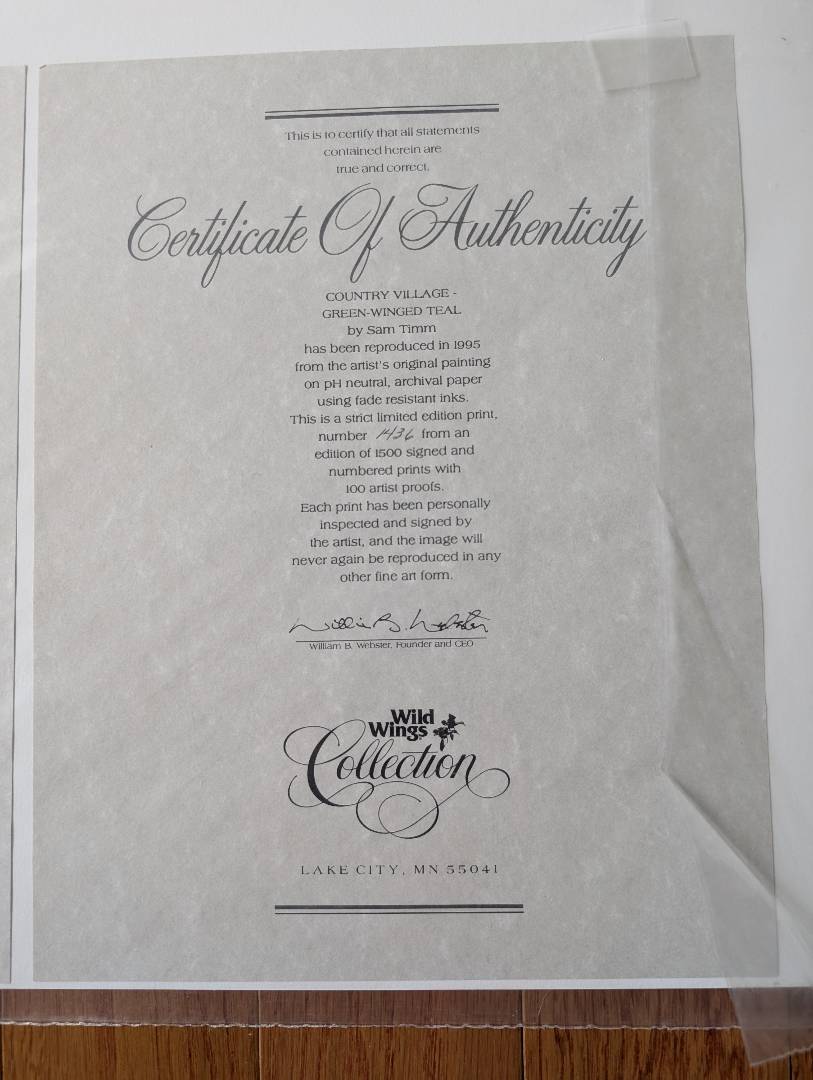 This is to certify that all statements
contained herein are
true and correct.
Certificate Of Authenticity
COUNTRY VILLAGE -
GREEN-WINGED TEAL
by Sam Timm
has been reproduced in 1995
from the artist's original painting
on pH neutral, archival paper
using fade resistant inks.
This is a strict limited edition print,
number 1436 from an
edition of 1500 signed and
numbered prints with
100 artist proofs.
Each print has been personally
inspected and signed by
the artist, and the image will
never again be reproduced in any
other fine art form.
William B. Webster
William B. Webster, Founder and CEO
Wild
Wings
Collection
LAKE CITY, MN 55041